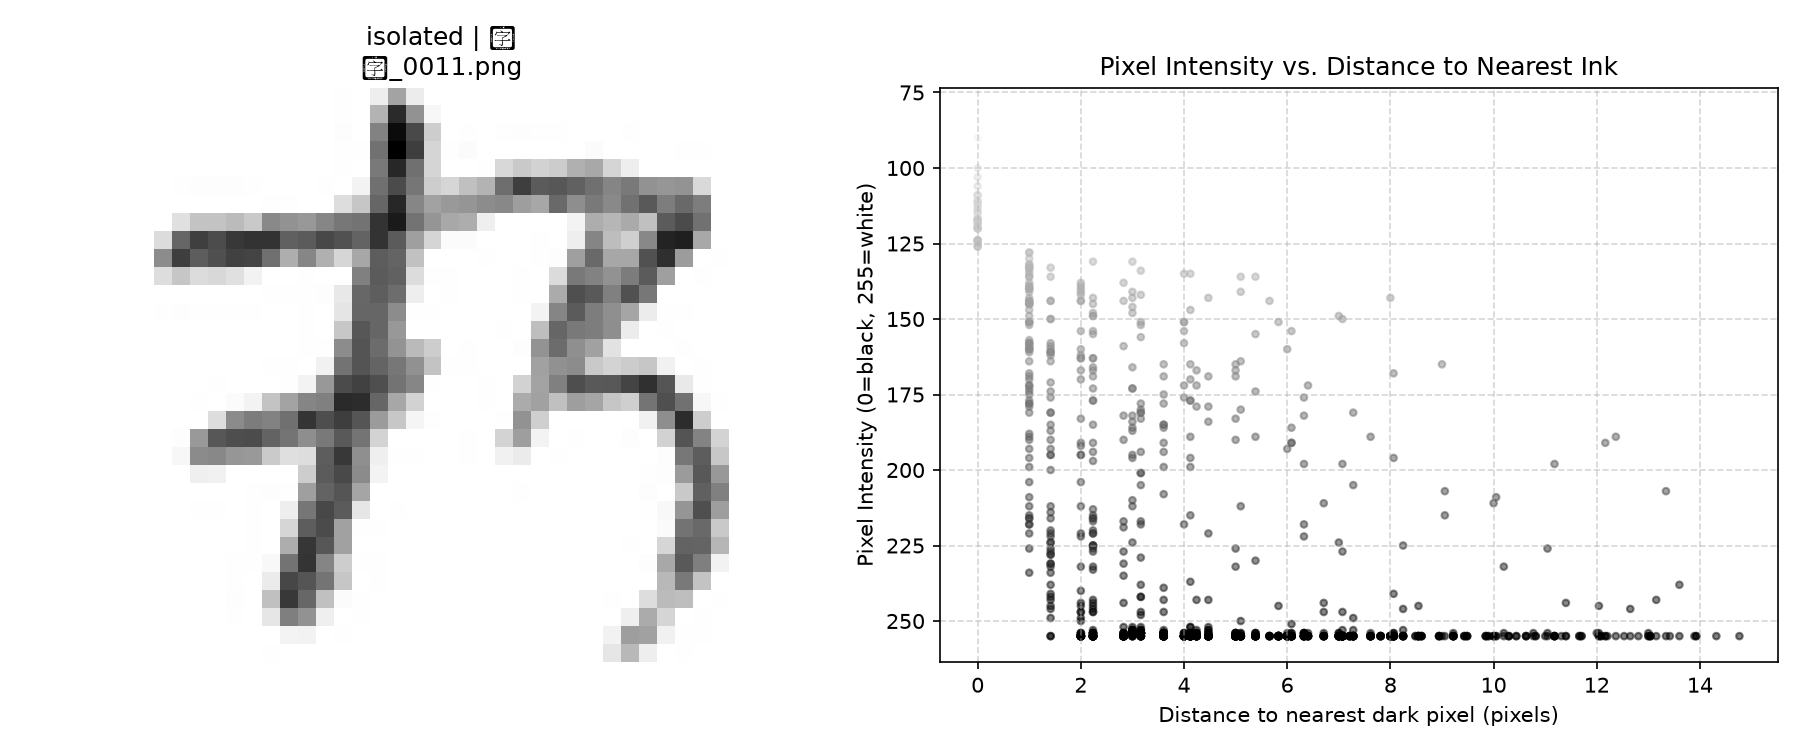 isolated |
_0011.png
扔
Pixel Intensity vs. Distance to Nearest Ink
Pixel Intensity (0=black, 255=white)
75
100
125
150
175
200
225
250
0 2 4 6 8 10 12 14
Distance to nearest dark pixel (pixels)